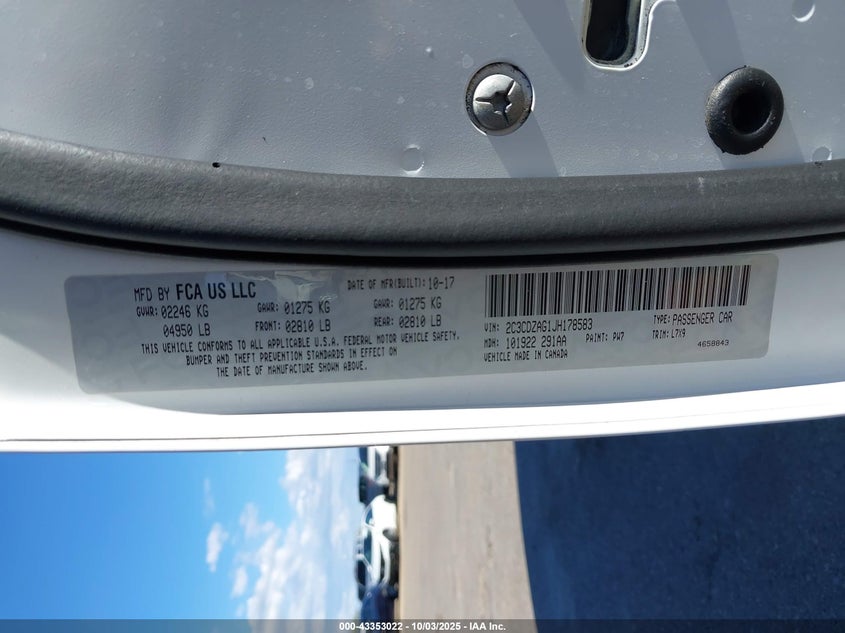 MFD BY FCA US LLC
DATE OF MFR(BUILT): 10-17
GVWR: 02246 KG
04950 LB
GAWR: 01275 KG
FRONT: 02810 LB
GAWR: 01275 KG
REAR: 02810 LB
THIS VEHICLE CONFORMS TO ALL APPLICABLE U.S.A. FEDERAL MOTOR VEHICLE SAFETY,
BUMPER AND THEFT PREVENTION STANDARDS IN EFFECT ON
THE DATE OF MANUFACTURE SHOWN ABOVE.
VIN: 2C3CDZAG1JH178583
TYPE: PASSENGER CAR
MDH: 101922 291AA
PAINT: PW7
TRIM: L7X9
VEHICLE MADE IN CANADA
4658843
000-43353022 - 10/03/2025 - IAA Inc.